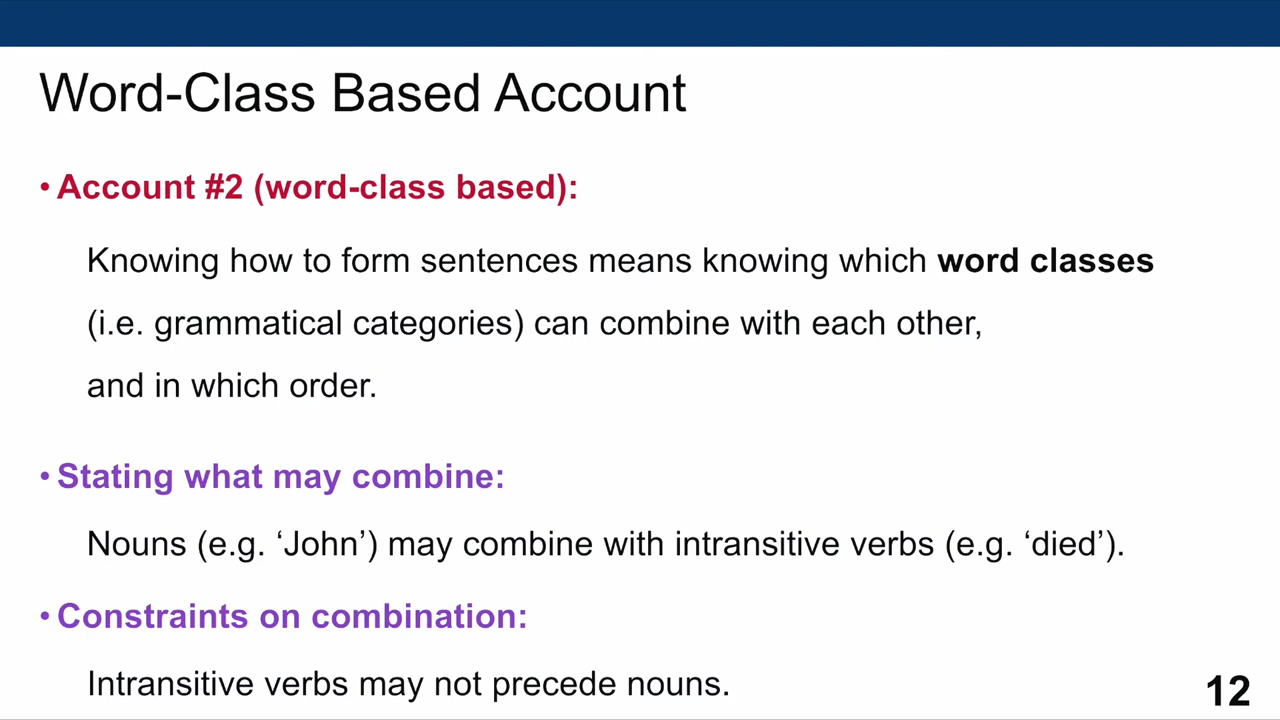 Word-Class Based Account
• Account #2 (word-class based):
Knowing how to form sentences means knowing which word classes
(i.e. grammatical categories) can combine with each other,
and in which order.
• Stating what may combine:
Nouns (e.g. ‘John’) may combine with intransitive verbs (e.g. ‘died’).
• Constraints on combination:
Intransitive verbs may not precede nouns.
12